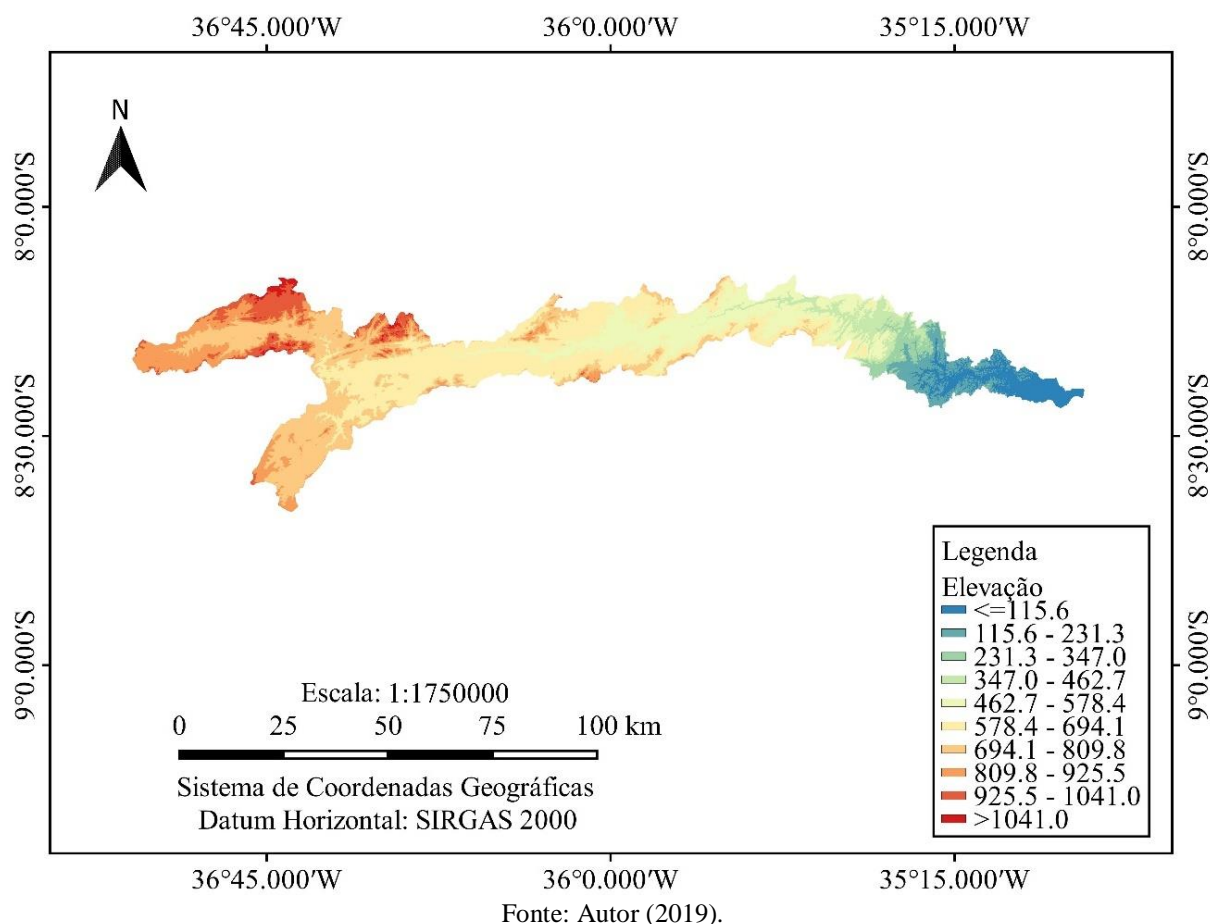 36°45.000′W 36°0.000′W 35°15.000′W
N
8°0.000′S 8°0.000′S
8°30.000′S 8°30.000′S
9°0.000′S 9°0.000′S
Legenda
Elevação
<=115.6
115.6 - 231.3
231.3 - 347.0
347.0 - 462.7
462.7 - 578.4
578.4 - 694.1
694.1 - 809.8
809.8 - 925.5
925.5 - 1041.0
>1041.0
Escala: 1:1750000
0 25 50 75 100 km
Sistema de Coordenadas Geográficas
Datum Horizontal: SIRGAS 2000
36°45.000′W 36°0.000′W 35°15.000′W
Fonte: Autor (2019).